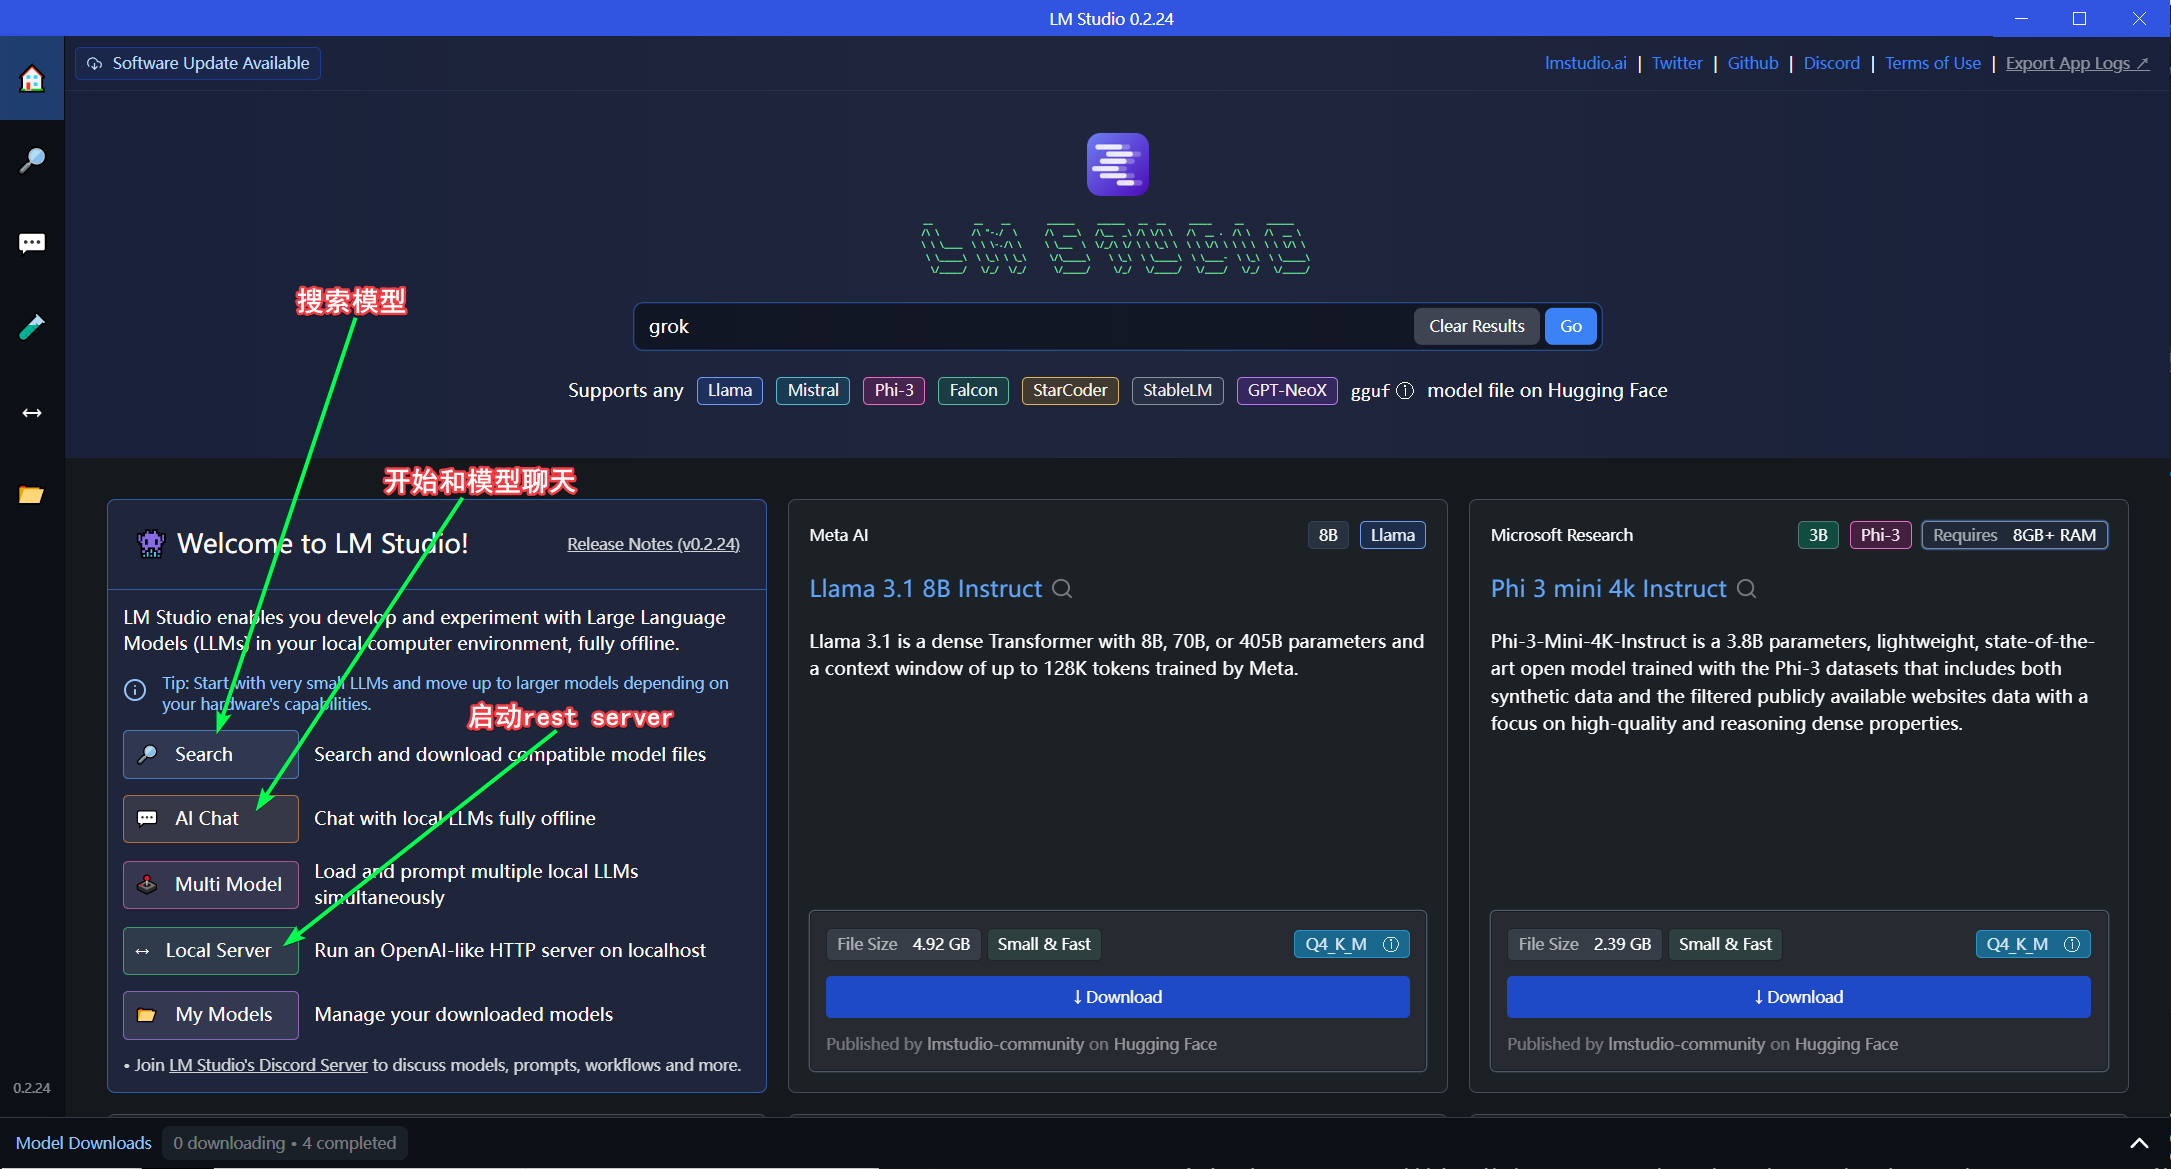 LM Studio 0.2.24
Software Update Available
lmstudio.ai | Twitter | Github | Discord | Terms of Use | Export App Logs ↗
LM STUDIO
搜索模型
grok
Clear Results
Go
Supports any Llama Mistral Phi-3 Falcon StarCoder StableLM GPT-NeoX gguf ⓘ model file on Hugging Face
开始和模型聊天
Welcome to LM Studio!
Release Notes (v0.2.24)
LM Studio enables you develop and experiment with Large Language
Models (LLMs) in your local computer environment, fully offline.
Tip: Start with very small LLMs and move up to larger models depending on
your hardware's capabilities.
启动rest server
Search
Search and download compatible model files
AI Chat
Chat with local LLMs fully offline
Multi Model
Load and prompt multiple local LLMs
simultaneously
Local Server
Run an OpenAI-like HTTP server on localhost
My Models
Manage your downloaded models
• Join LM Studio's Discord Server to discuss models, prompts, workflows and more.
Meta AI
8B
Llama
Llama 3.1 8B Instruct
Llama 3.1 is a dense Transformer with 8B, 70B, or 405B parameters and
a context window of up to 128K tokens trained by Meta.
File Size 4.92 GB
Small & Fast
Q4_K_M ⓘ
↓ Download
Published by lmstudio-community on Hugging Face
Microsoft Research
3B
Phi-3
Requires 8GB+ RAM
Phi 3 mini 4k Instruct
Phi-3-Mini-4K-Instruct is a 3.8B parameters, lightweight, state-of-the-
art open model trained with the Phi-3 datasets that includes both
synthetic data and the filtered publicly available websites data with a
focus on high-quality and reasoning dense properties.
File Size 2.39 GB
Small & Fast
Q4_K_M ⓘ
↓ Download
Published by lmstudio-community on Hugging Face
0.2.24
Model Downloads
0 downloading • 4 completed